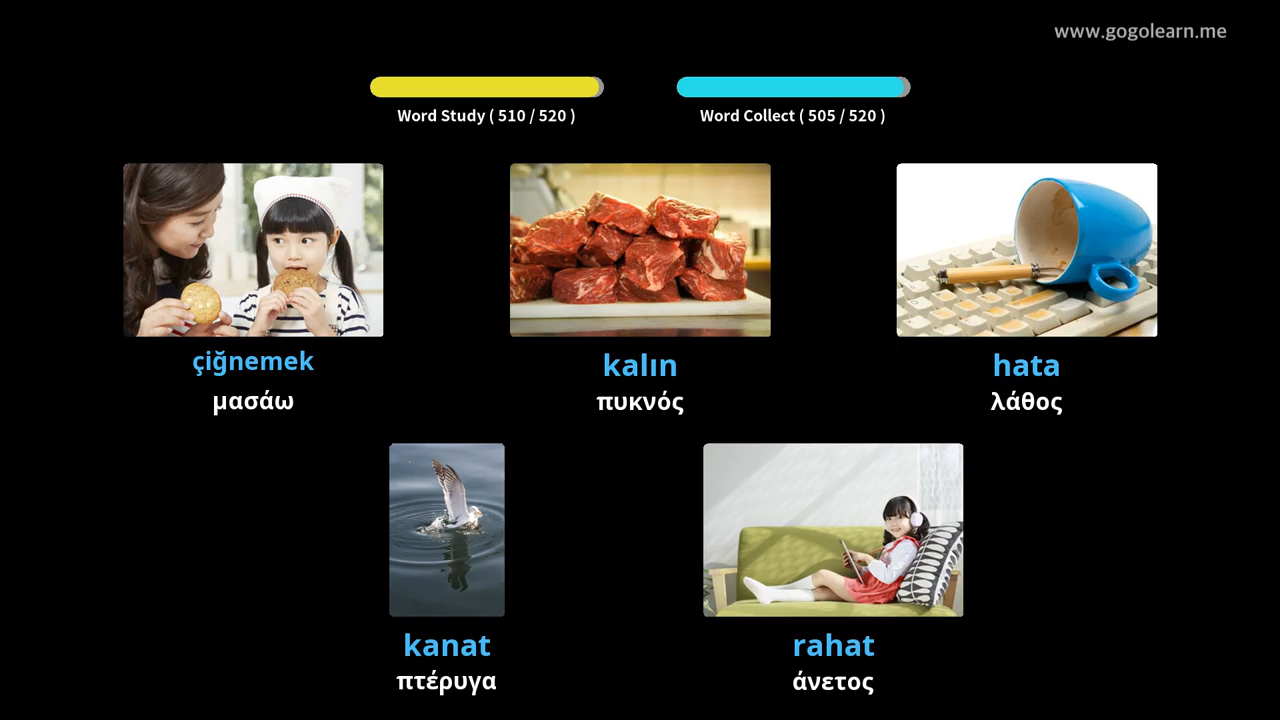 www.gogolearn.me
Word Study ( 510 / 520 )
Word Collect ( 505 / 520 )
çiğnemek
μασάω
kalın
πυκνός
hata
λάθος
kanat
πτέρυγα
rahat
άνετος